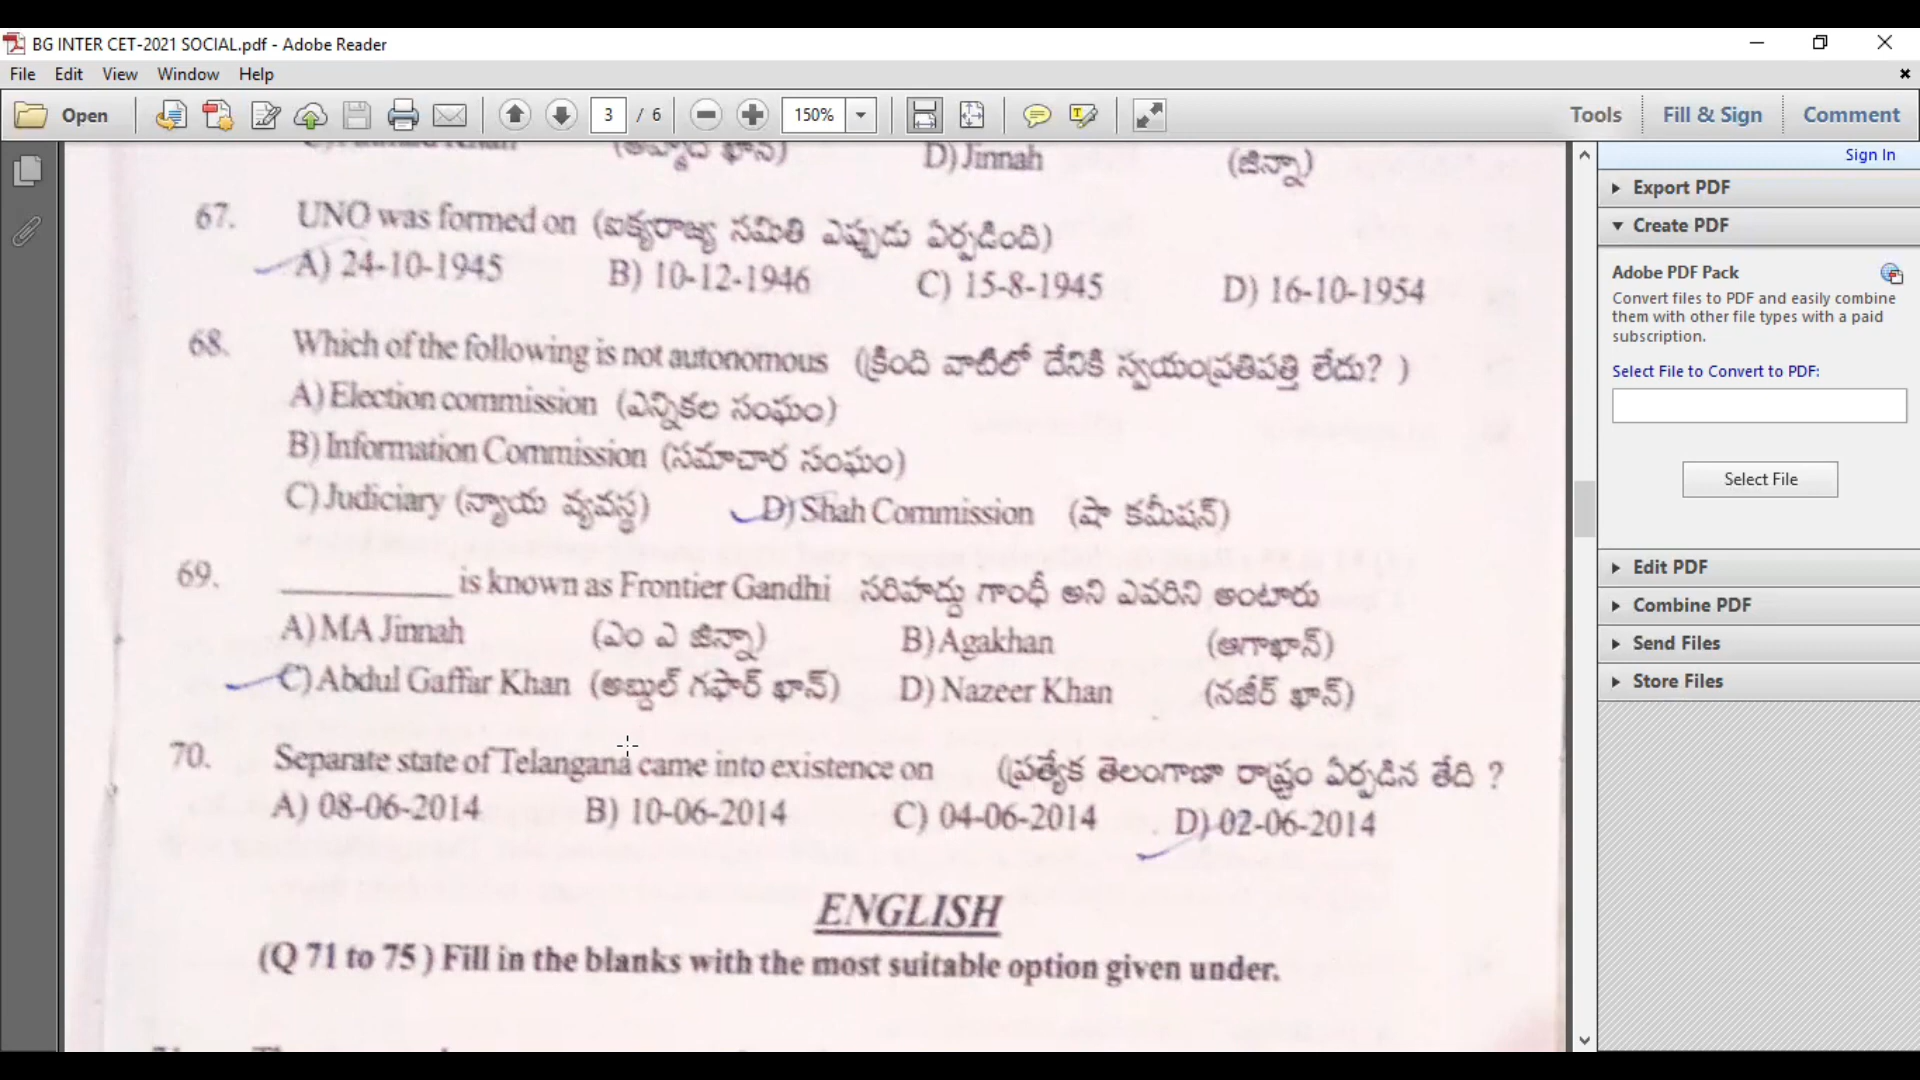 BG INTER CET-2021 SOCIAL.pdf - Adobe Reader
File Edit View Window Help
Open 3 / 6 150% Tools Fill & Sign Comment
Sign In
Export PDF
Create PDF
Adobe PDF Pack
Convert files to PDF and easily combine
them with other file types with a paid
subscription.
Select File to Convert to PDF:
Select File
Edit PDF
Combine PDF
Send Files
Store Files
D) Jinnah (జిన్నా)
67. UNO was formed on (ఐక్యరాజ్య సమితి ఎప్పుడు ఏర్పడింది)
A) 24-10-1945 B) 10-12-1946 C) 15-8-1945 D) 16-10-1954
68. Which of the following is not autonomous (క్రింది వాటిలో దేనికి స్వయంప్రతిపత్తి లేదు? )
A) Election commission (ఎన్నికల సంఘం)
B) Information Commission (సమాచార సంఘం)
C) Judiciary (న్యాయ వ్యవస్థ) D) Shah Commission (షా కమీషన్)
69. __________ is known as Frontier Gandhi సరిహద్దు గాంధీ అని ఎవరిని అంటారు
A) MA Jinnah (ఎం ఎ జిన్నా) B) Agakhan (ఆగాఖాన్)
C) Abdul Gaffar Khan (అబ్దుల్ గఫార్ ఖాన్) D) Nazeer Khan (నజీర్ ఖాన్)
70. Separate state of Telangana came into existence on (ప్రత్యేక తెలంగాణా రాష్ట్రం ఏర్పడిన తేది ?
A) 08-06-2014 B) 10-06-2014 C) 04-06-2014 D) 02-06-2014
ENGLISH
(Q 71 to 75 ) Fill in the blanks with the most suitable option given under.